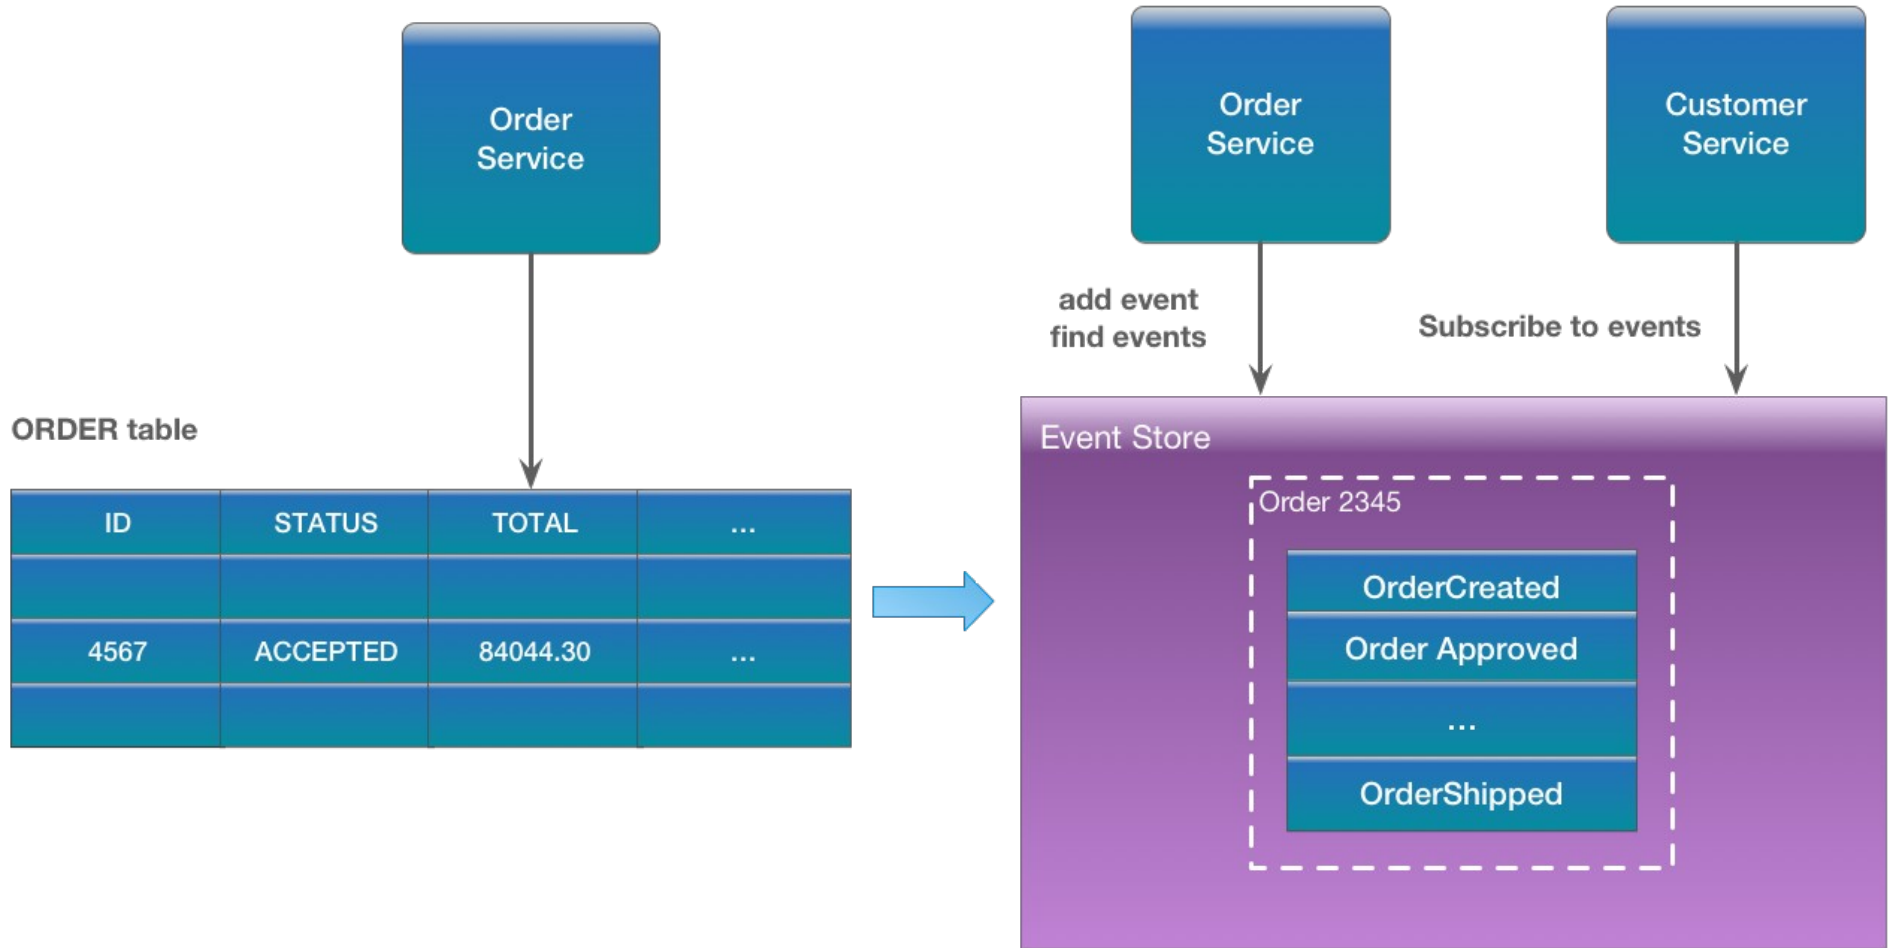 Order
Service
ORDER table
ID STATUS TOTAL ...
4567 ACCEPTED 84044.30 ...
Order
Service
Customer
Service
add event
find events
Subscribe to events
Event Store
Order 2345
OrderCreated
Order Approved
...
OrderShipped